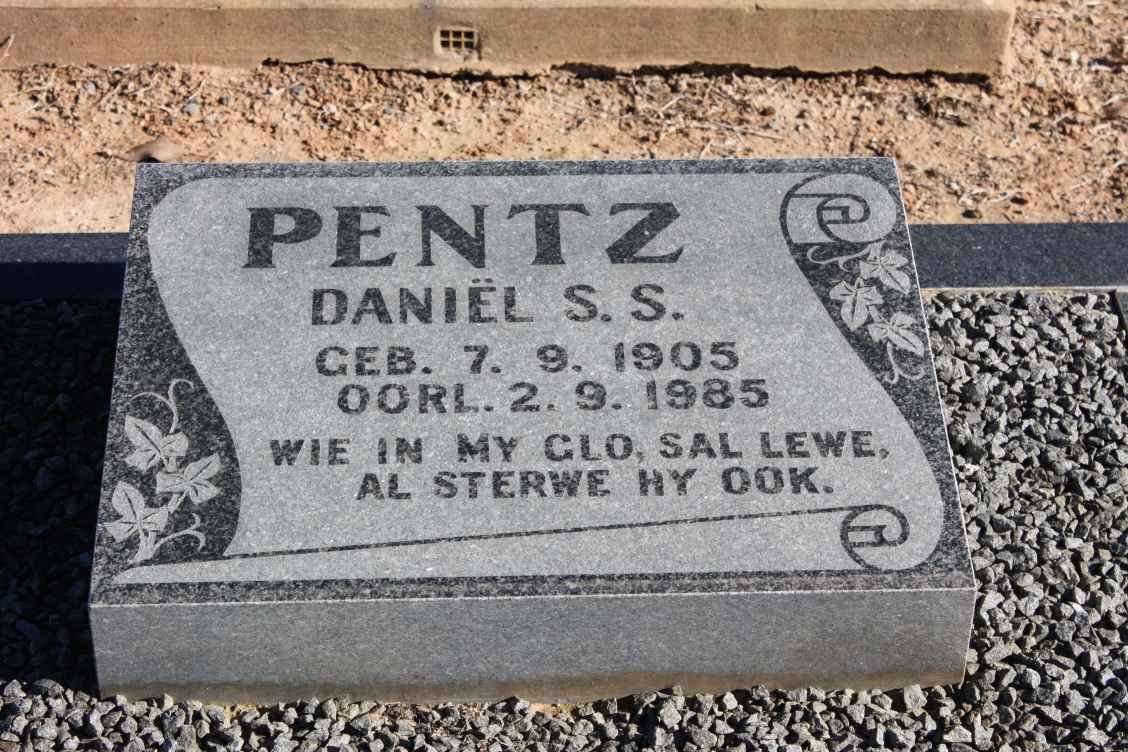 PENTZ
DANIËL S. S.
GEB. 7. 9. 1905
OORL. 2. 9. 1985
WIE IN MY GLO, SAL LEWE,
AL STERWE HY OOK.